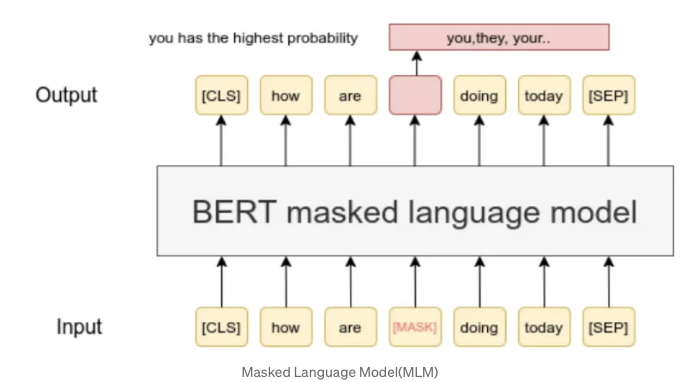 you has the highest probability you,they, your..
Output [CLS] how are doing today [SEP]
BERT masked language model
Input [CLS] how are [MASK] doing today [SEP]
Masked Language Model(MLM)